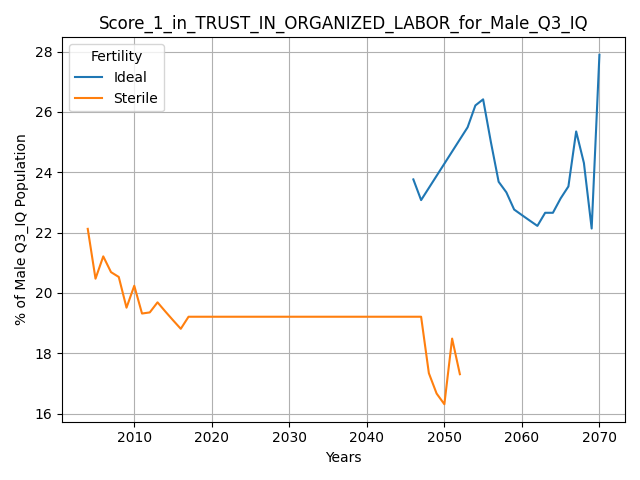 Score_1_in_TRUST_IN_ORGANIZED_LABOR_for_Male_Q3_IQ
Fertility
Ideal
Sterile
% of Male Q3_IQ Population
28
26
24
22
20
18
16
2010
2020
2030
2040
2050
2060
2070
Years